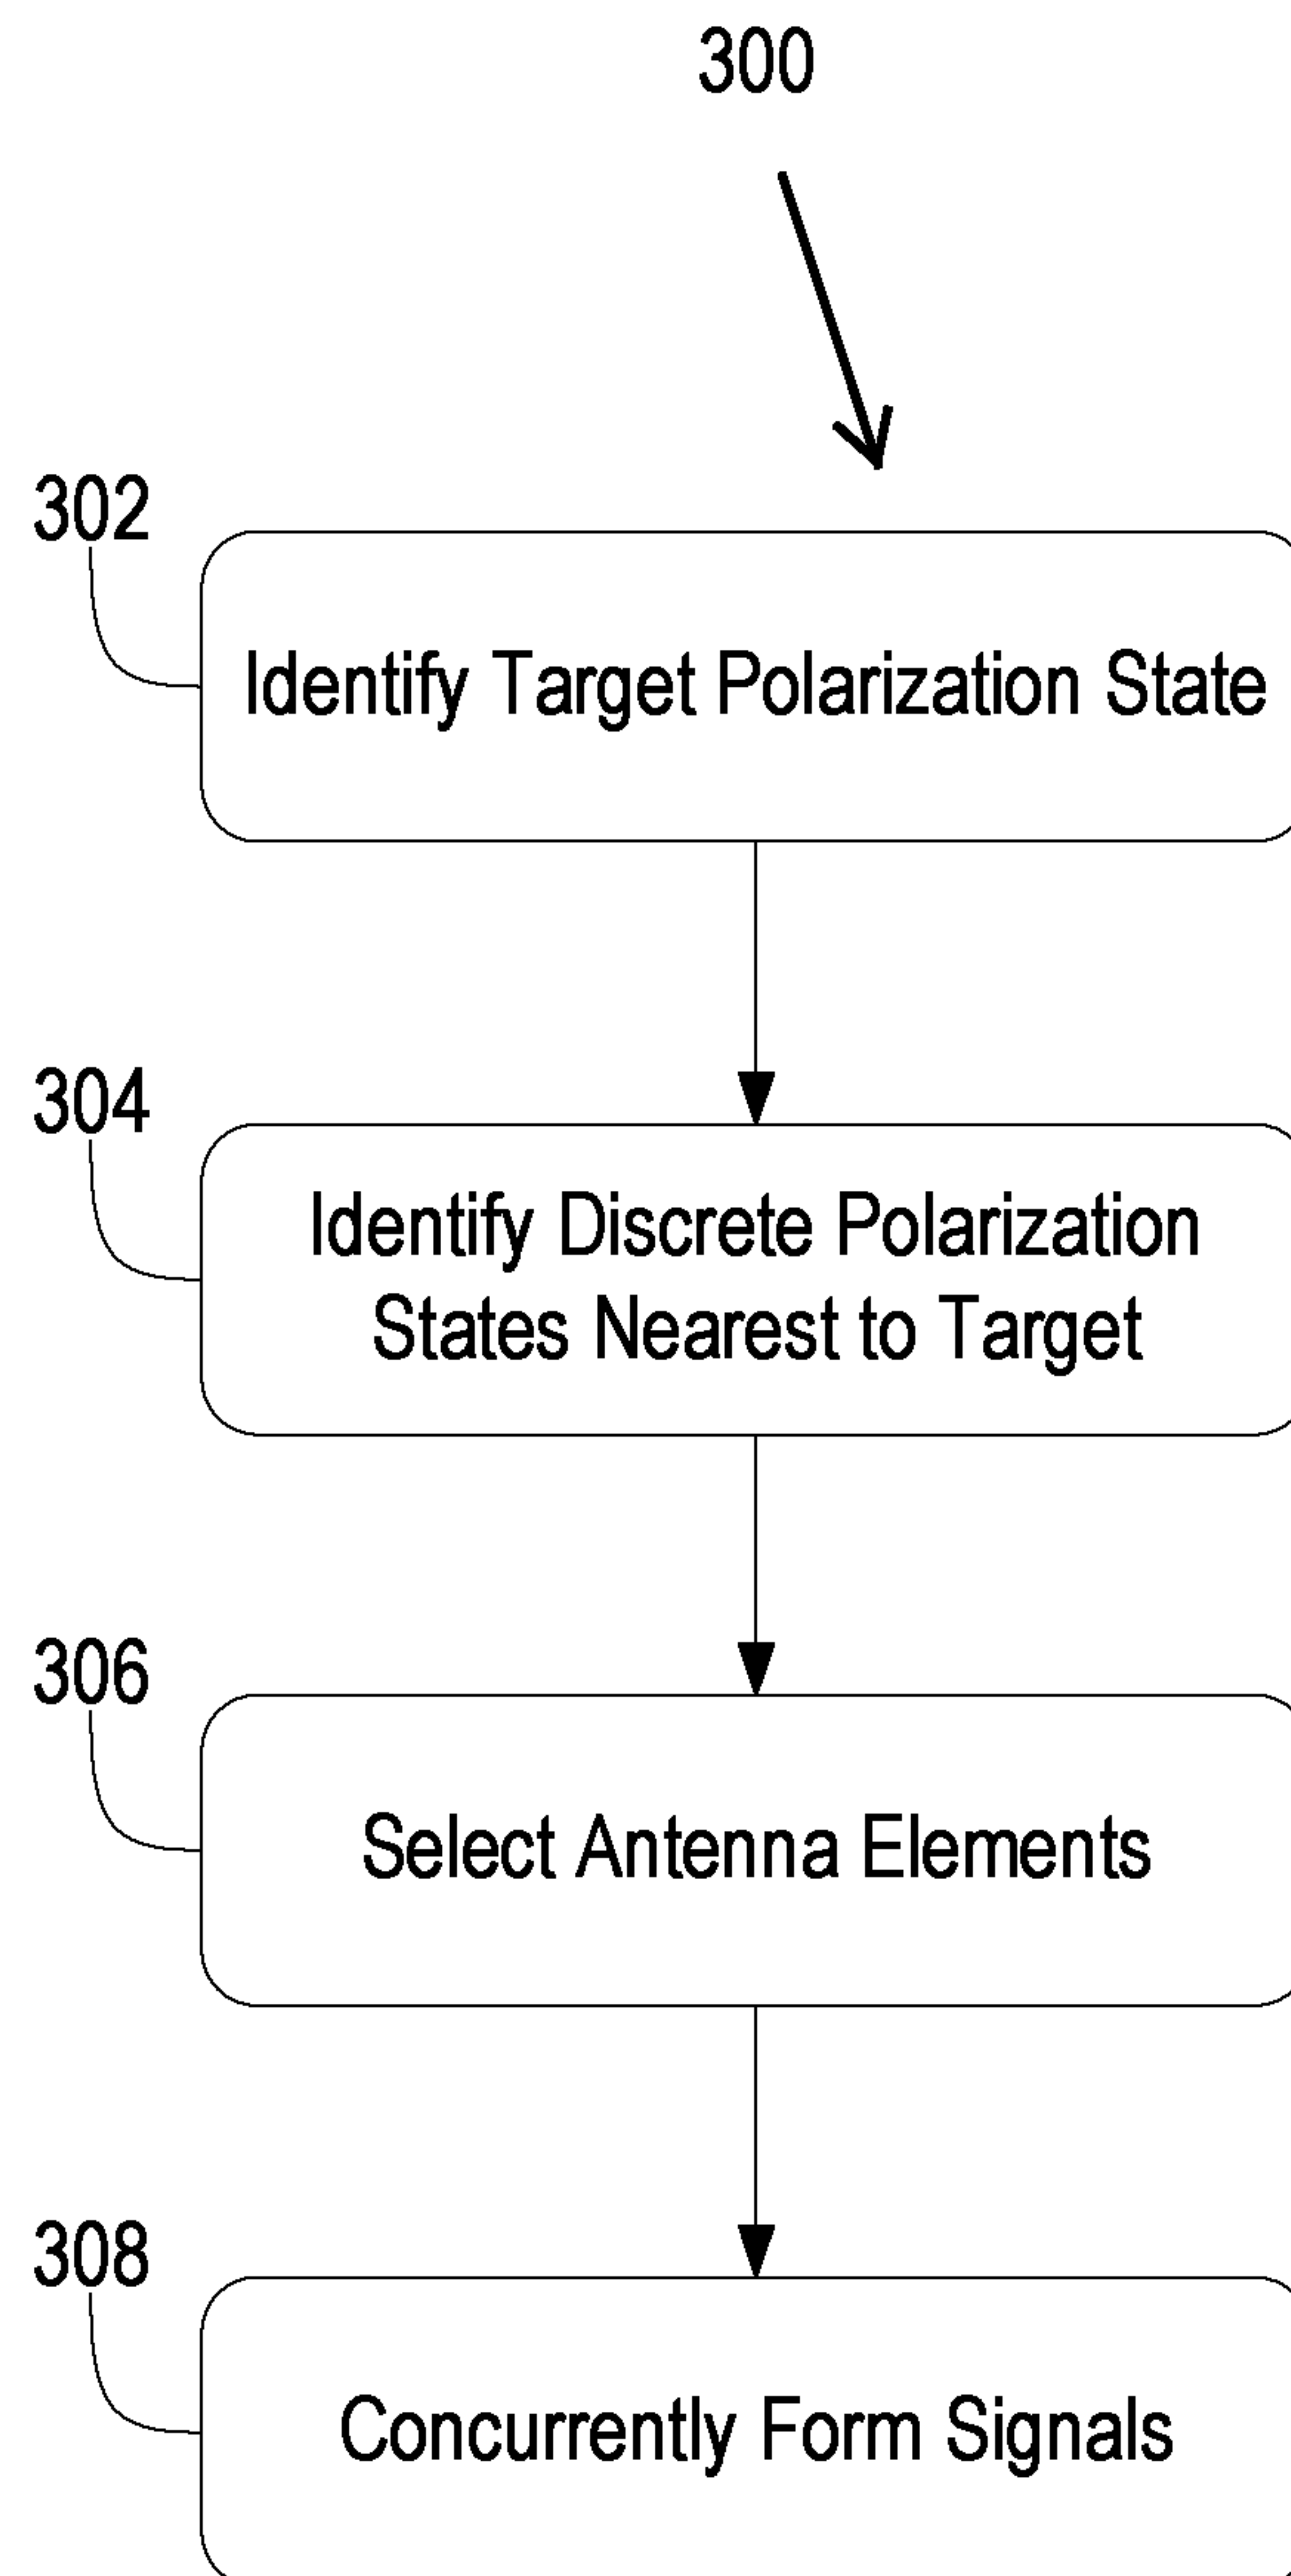 300
302
Identify Target Polarization State
304
Identify Discrete Polarization
States Nearest to Target
306
Select Antenna Elements
308
Concurrently Form Signals